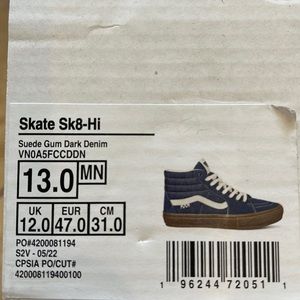 Skate Sk8-Hi
Suede Gum Dark Denim
VN0A5FCCDDN
13.0 MN
UK EUR CM
12.0 47.0 31.0
PO#4200081194
S2V - 05/22
CPSIA PO/CUT#
420008119400100
1 96244 72051 1